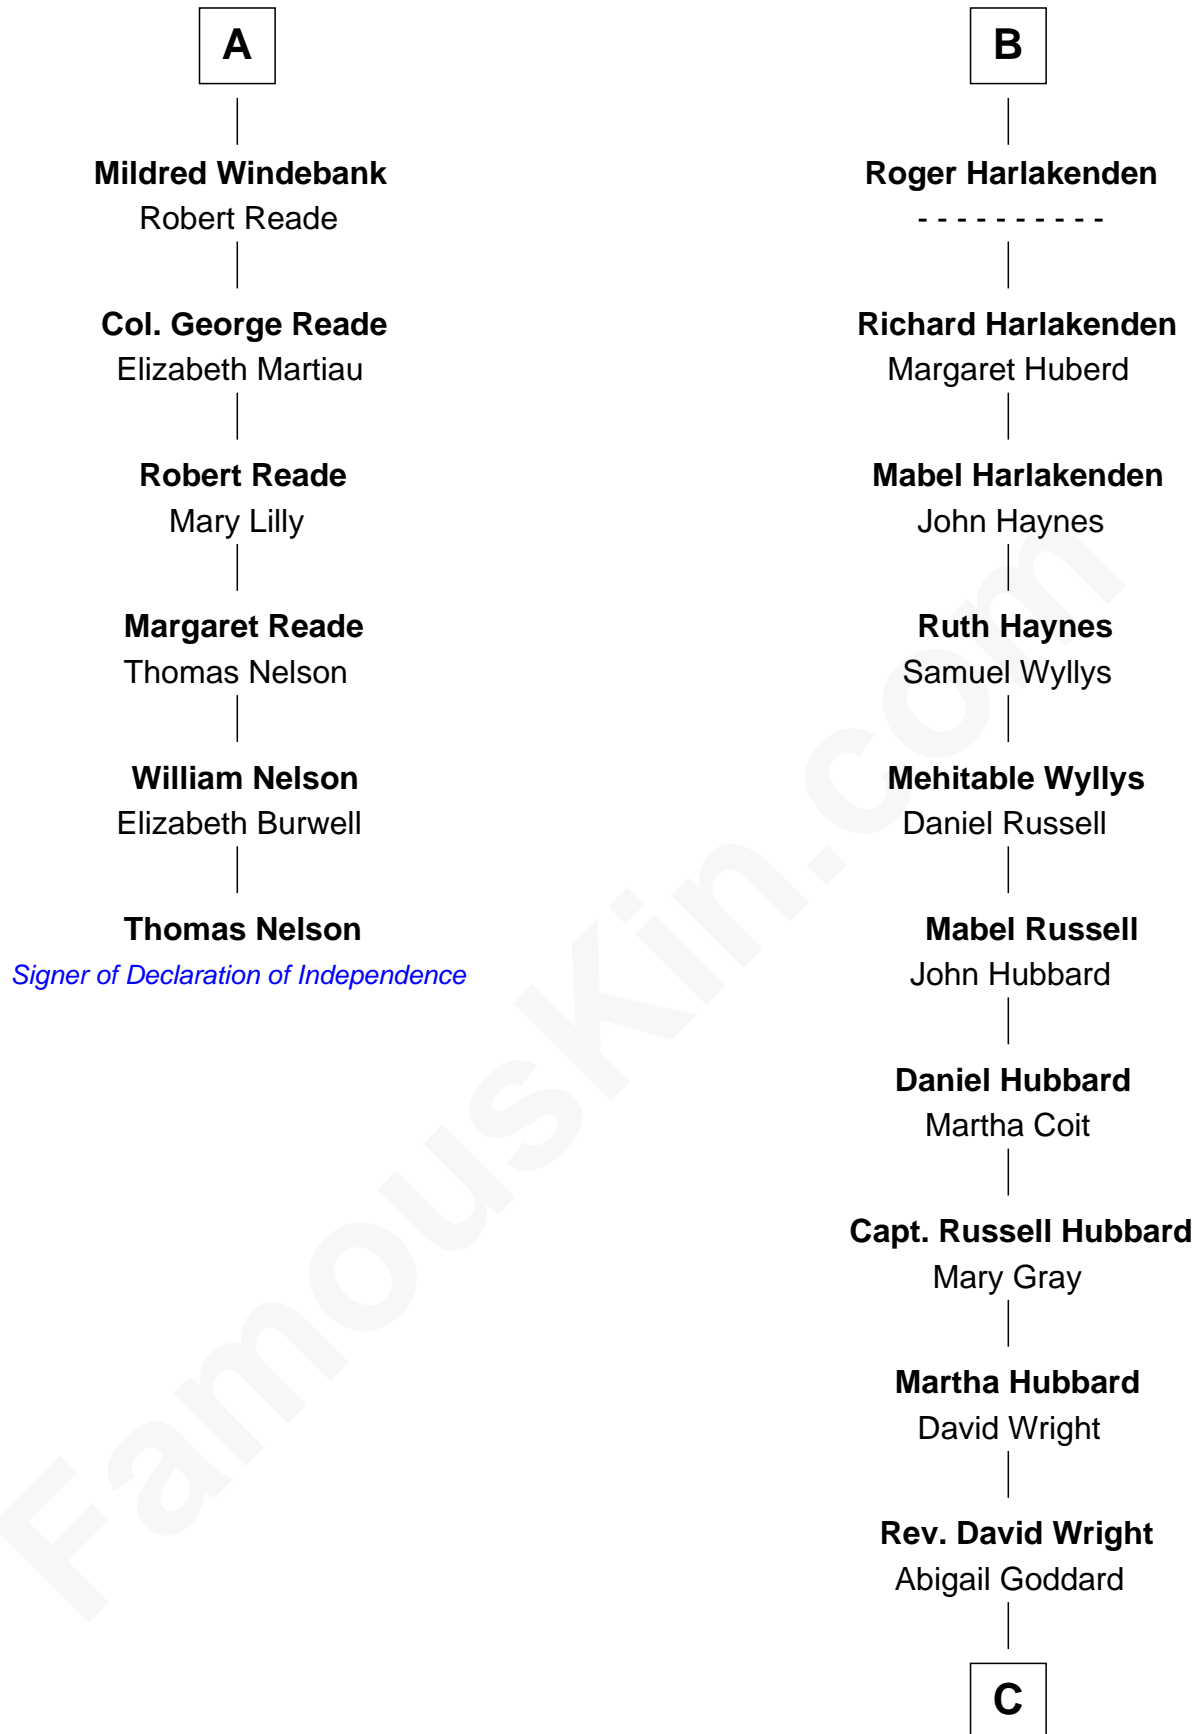 A
Mildred Windebank
Robert Reade
Col. George Reade
Elizabeth Martiau
Robert Reade
Mary Lilly
Margaret Reade
Thomas Nelson
William Nelson
Elizabeth Burwell
Thomas Nelson
Signer of Declaration of Independence
B
Roger Harlakenden
- - - - - - - - - -
Richard Harlakenden
Margaret Huberd
Mabel Harlakenden
John Haynes
Ruth Haynes
Samuel Wyllys
Mehitable Wyllys
Daniel Russell
Mabel Russell
John Hubbard
Daniel Hubbard
Martha Coit
Capt. Russell Hubbard
Mary Gray
Martha Hubbard
David Wright
Rev. David Wright
Abigail Goddard
C
FamousKin.com